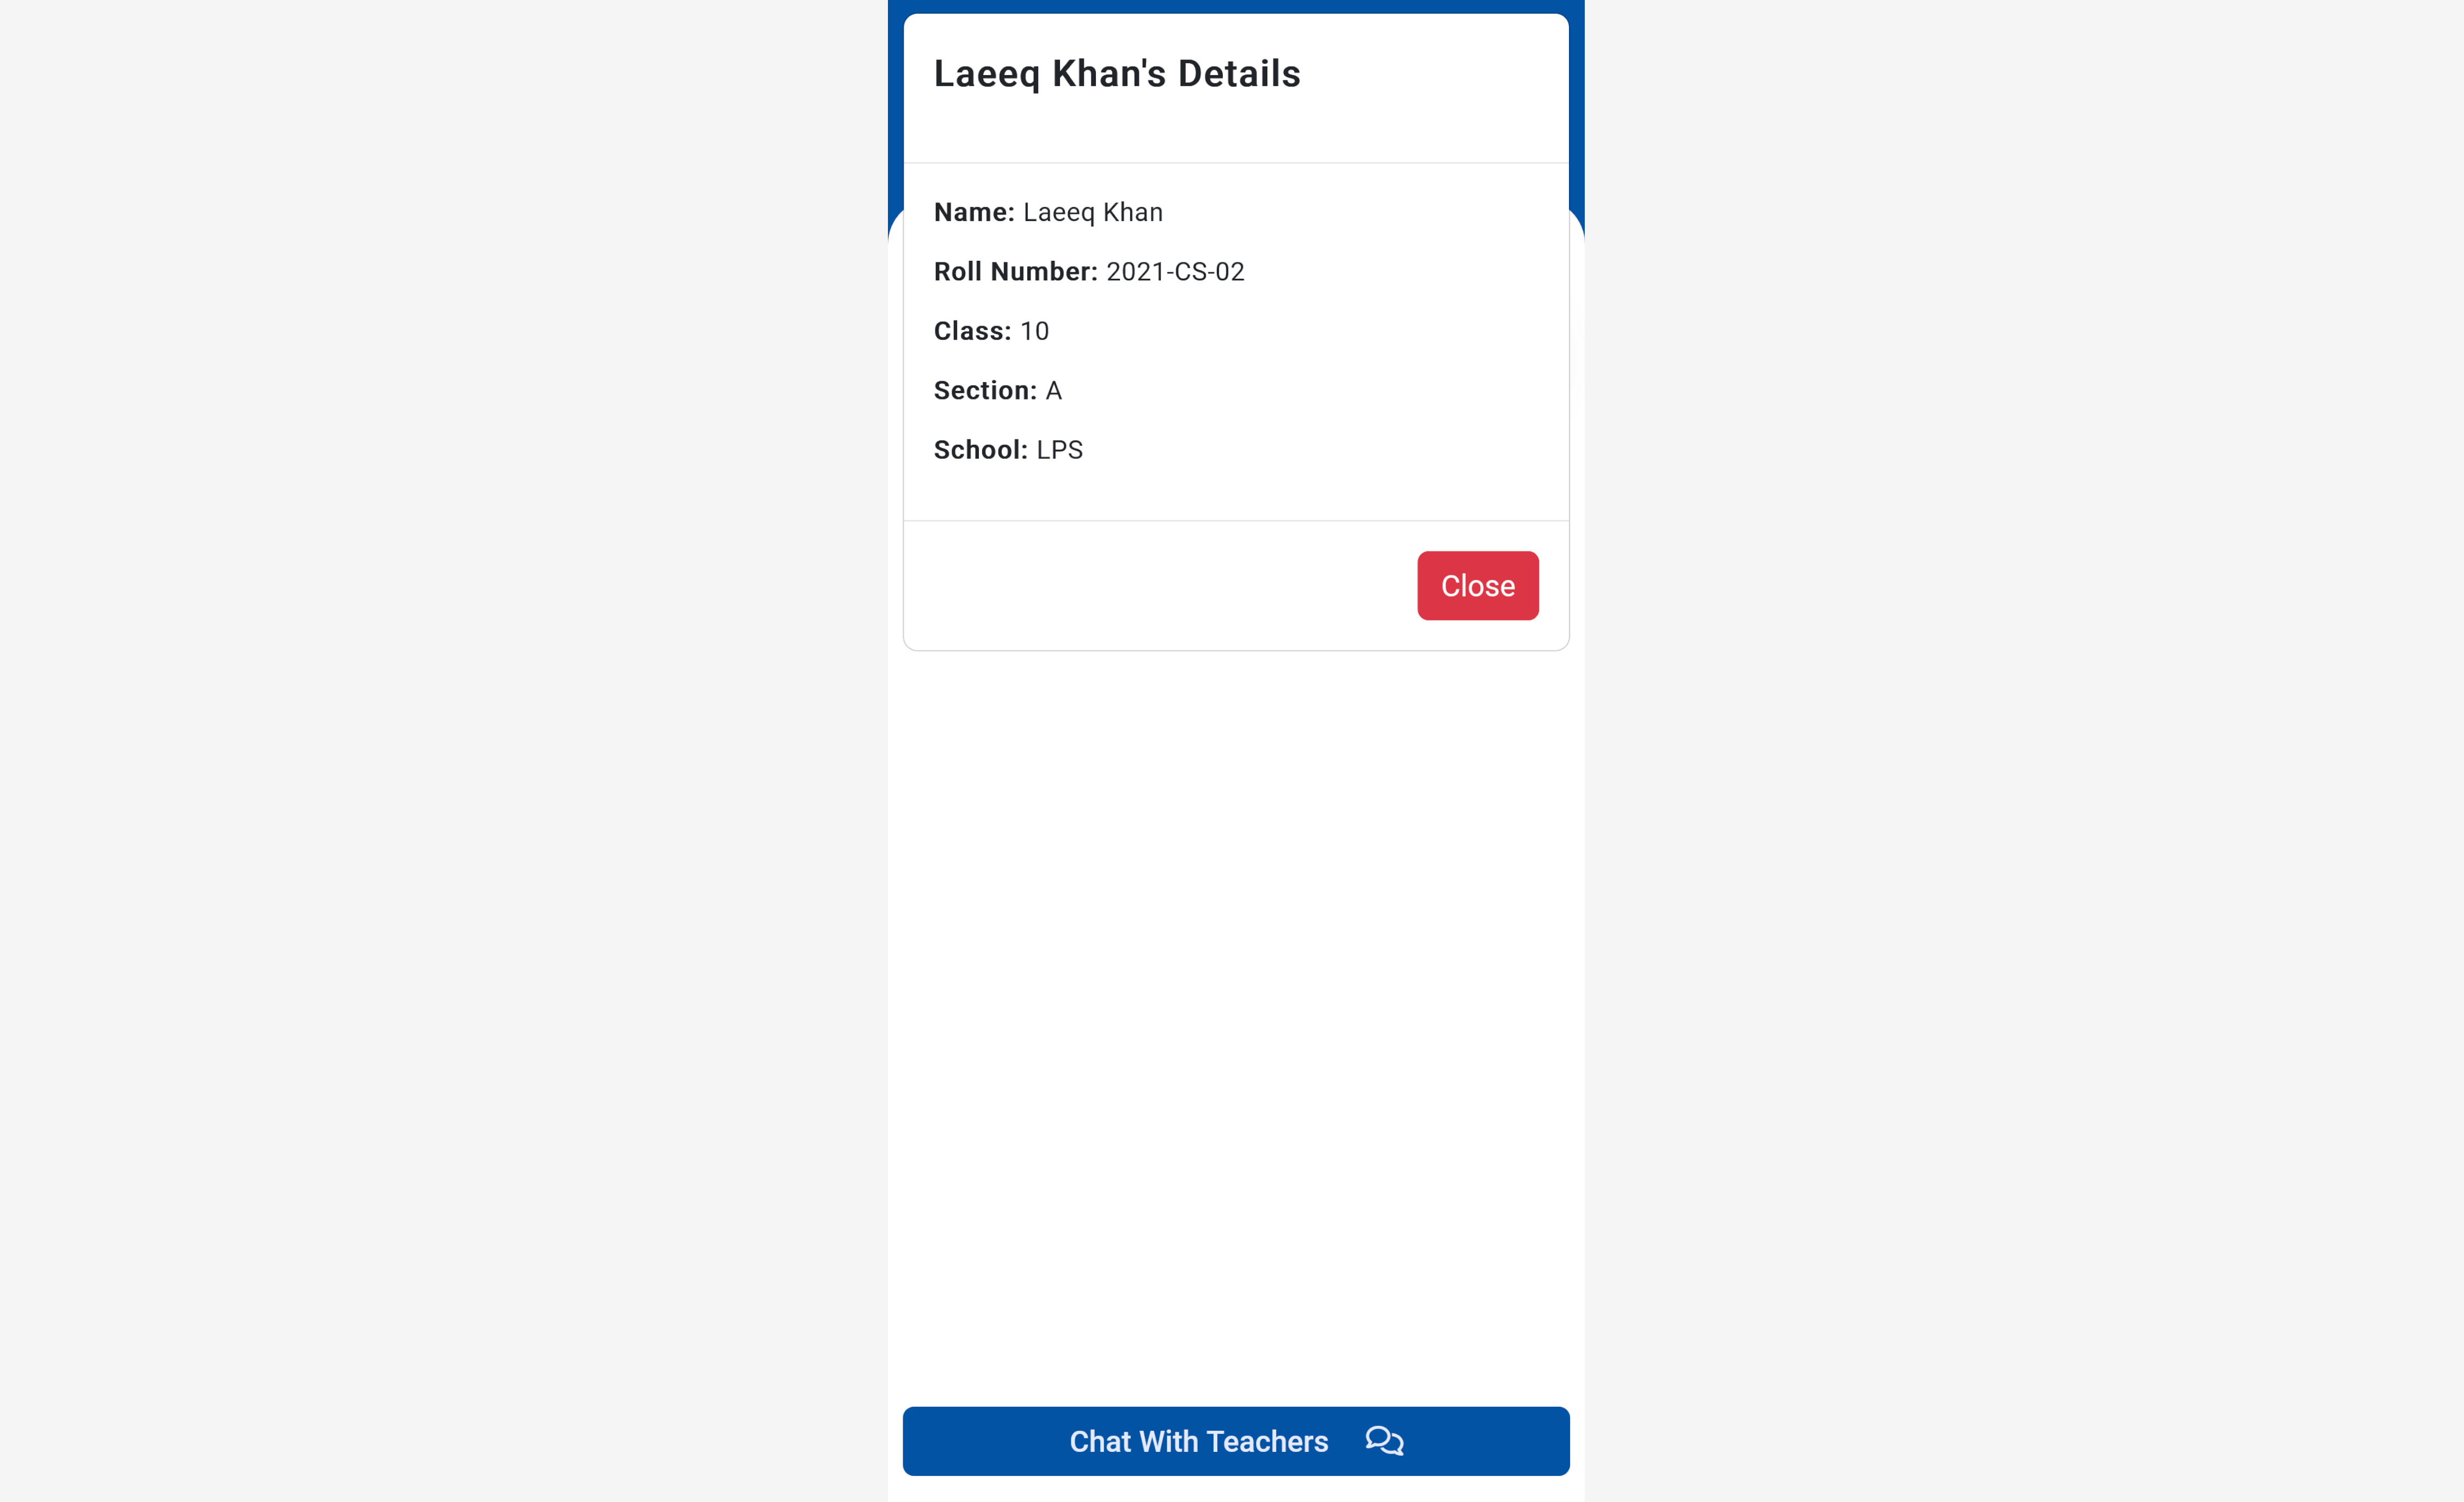 Laeeq Khan's Details
Name: Laeeq Khan
Roll Number: 2021-CS-02
Class: 10
Section: A
School: LPS
Close
Chat With Teachers